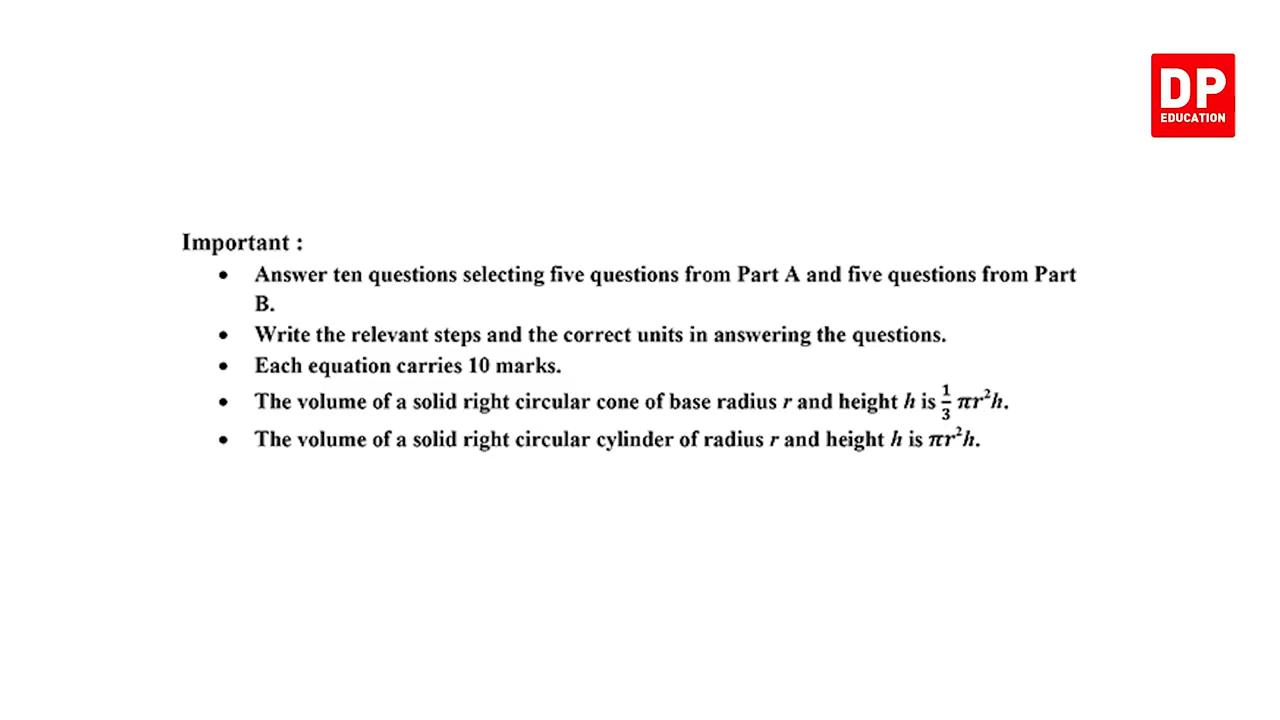 DP
EDUCATION
Important :
• Answer ten questions selecting five questions from Part A and five questions from Part
B.
• Write the relevant steps and the correct units in answering the questions.
• Each equation carries 10 marks.
• The volume of a solid right circular cone of base radius r and height h is 1/3 πr²h.
• The volume of a solid right circular cylinder of radius r and height h is πr²h.